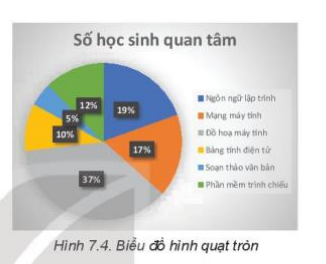 Số học sinh quan tâm
12%
19%
5%
10%
17%
37%
Ngôn ngữ lập trình
Mạng máy tính
Đồ hoạ máy tính
Bảng tính điện tử
Soạn thảo văn bản
Phần mềm trình chiếu
Hình 7.4. Biểu đồ hình quạt tròn